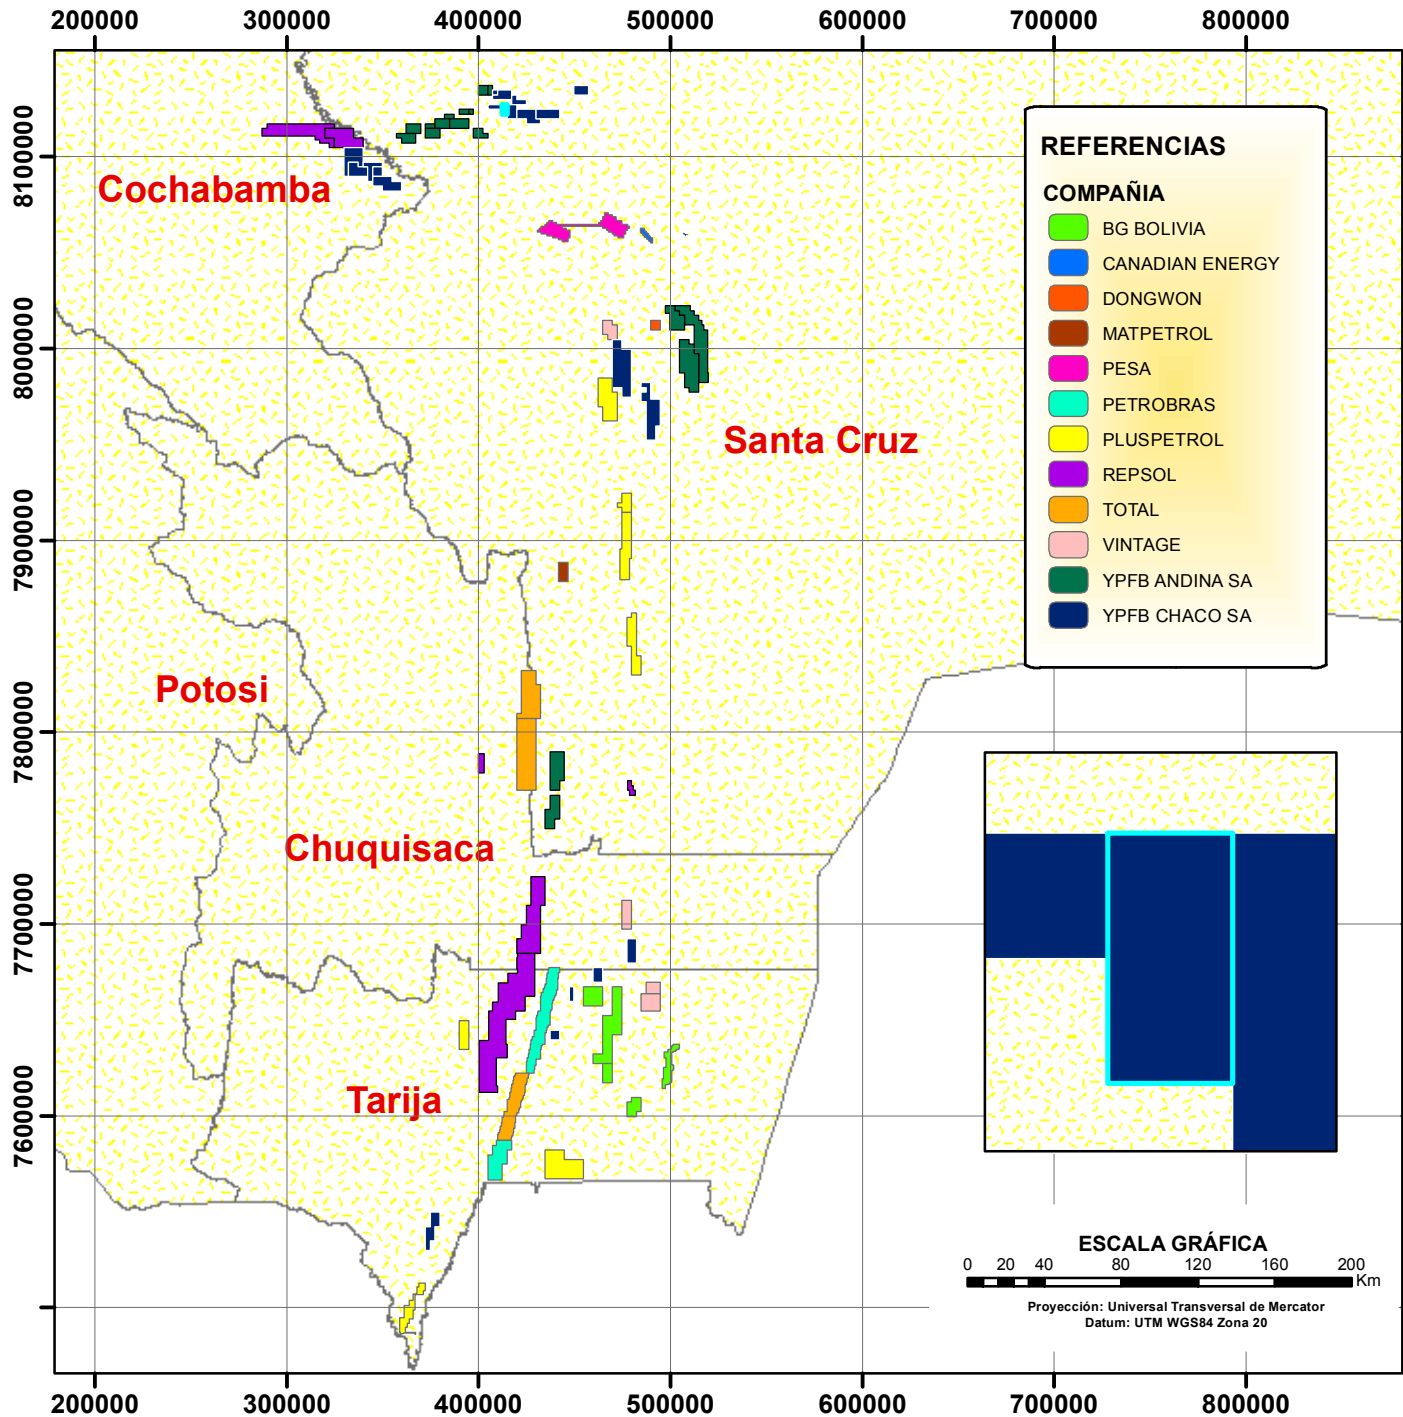 200000 300000 400000 500000 600000 700000 800000
8100000
8000000
7900000
7800000
7700000
7600000
Cochabamba
Santa Cruz
Potosi
Chuquisaca
Tarija
REFERENCIAS
COMPAÑIA
BG BOLIVIA
CANADIAN ENERGY
DONGWON
MATPETROL
PESA
PETROBRAS
PLUSPETROL
REPSOL
TOTAL
VINTAGE
YPFB ANDINA SA
YPFB CHACO SA
ESCALA GRÁFICA
0 20 40 80 120 160 200
Km
Proyección: Universal Transversal de Mercator
Datum: UTM WGS84 Zona 20
200000 300000 400000 500000 600000 700000 800000